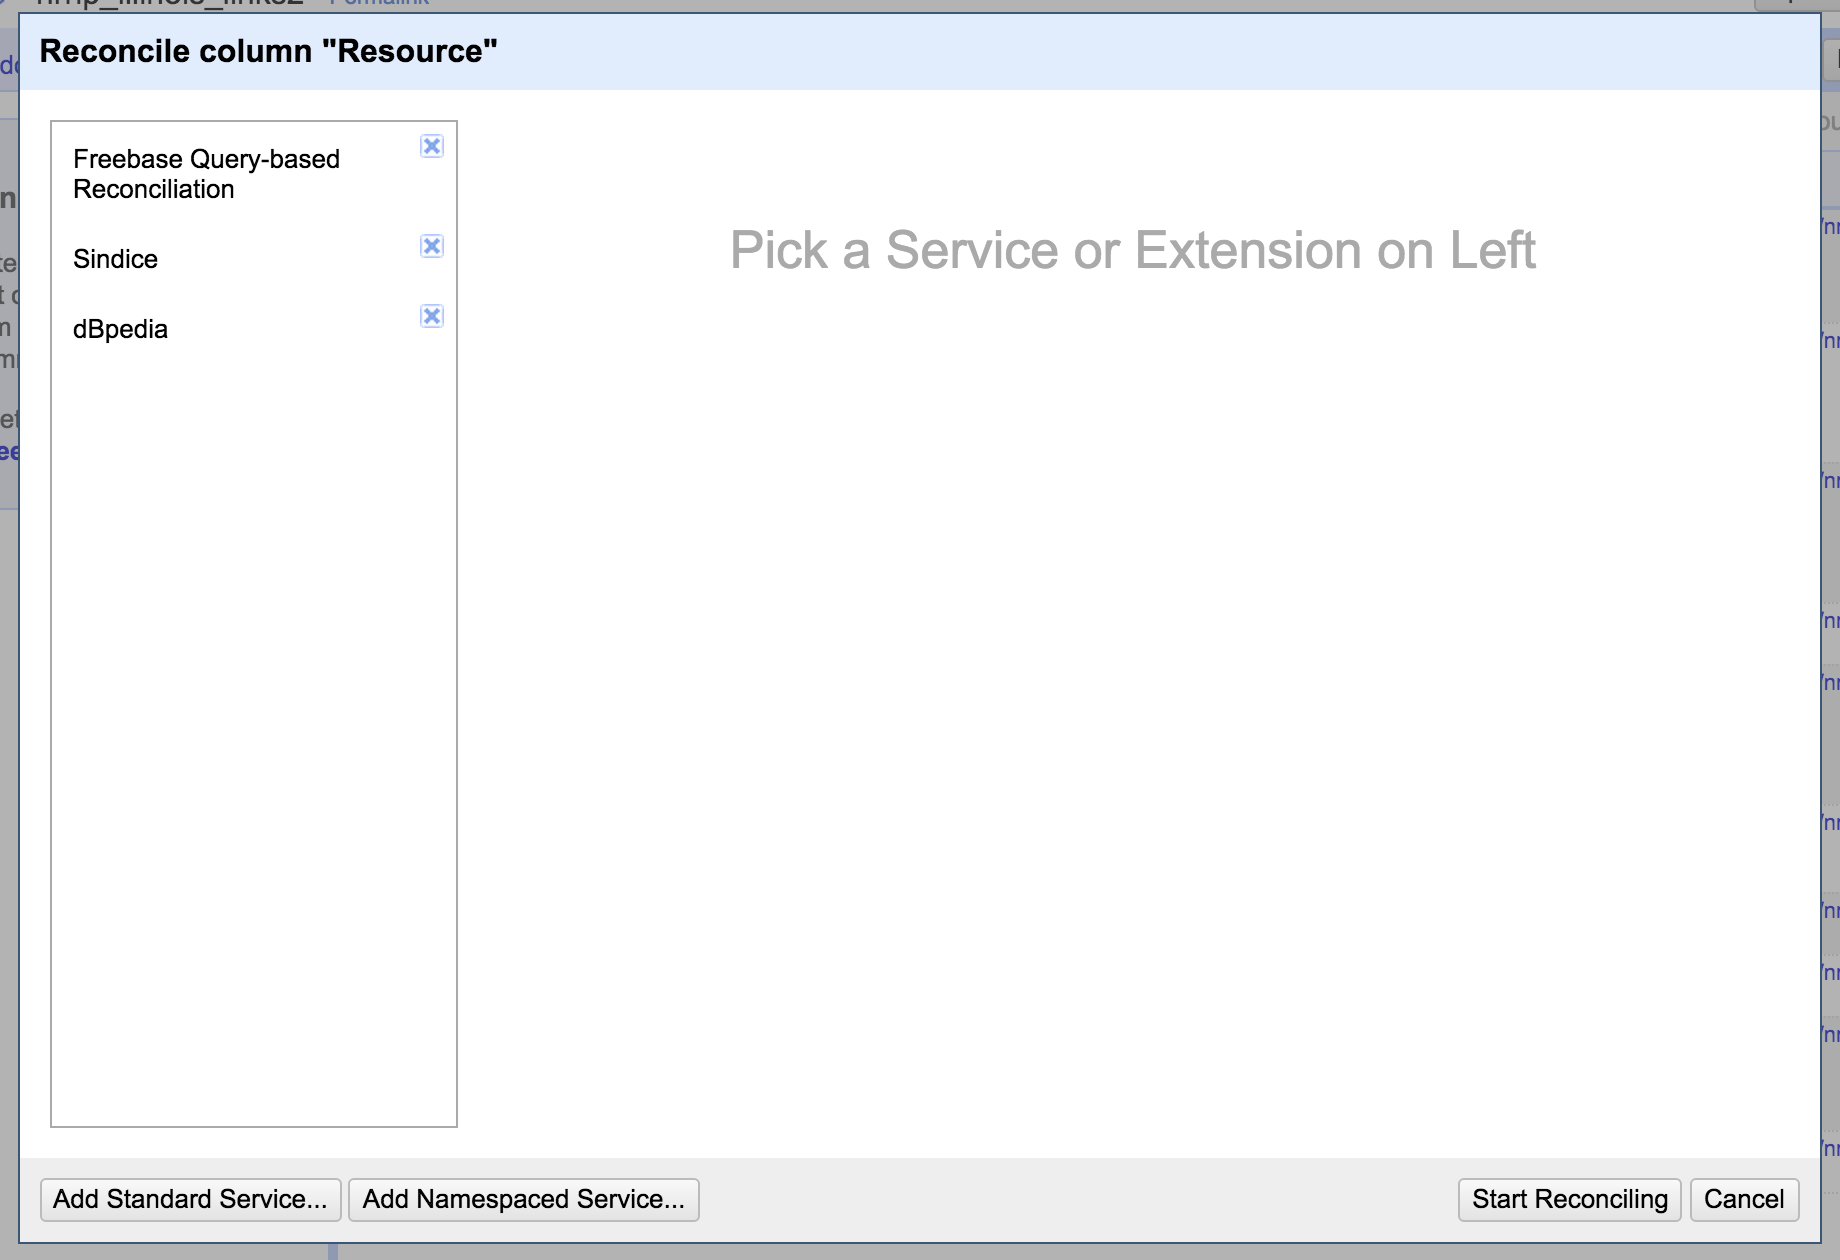 Reconcile column "Resource"
Freebase Query-based
Reconciliation
Sindice
dBpedia
Pick a Service or Extension on Left
Add Standard Service...
Add Namespaced Service...
Start Reconciling
Cancel